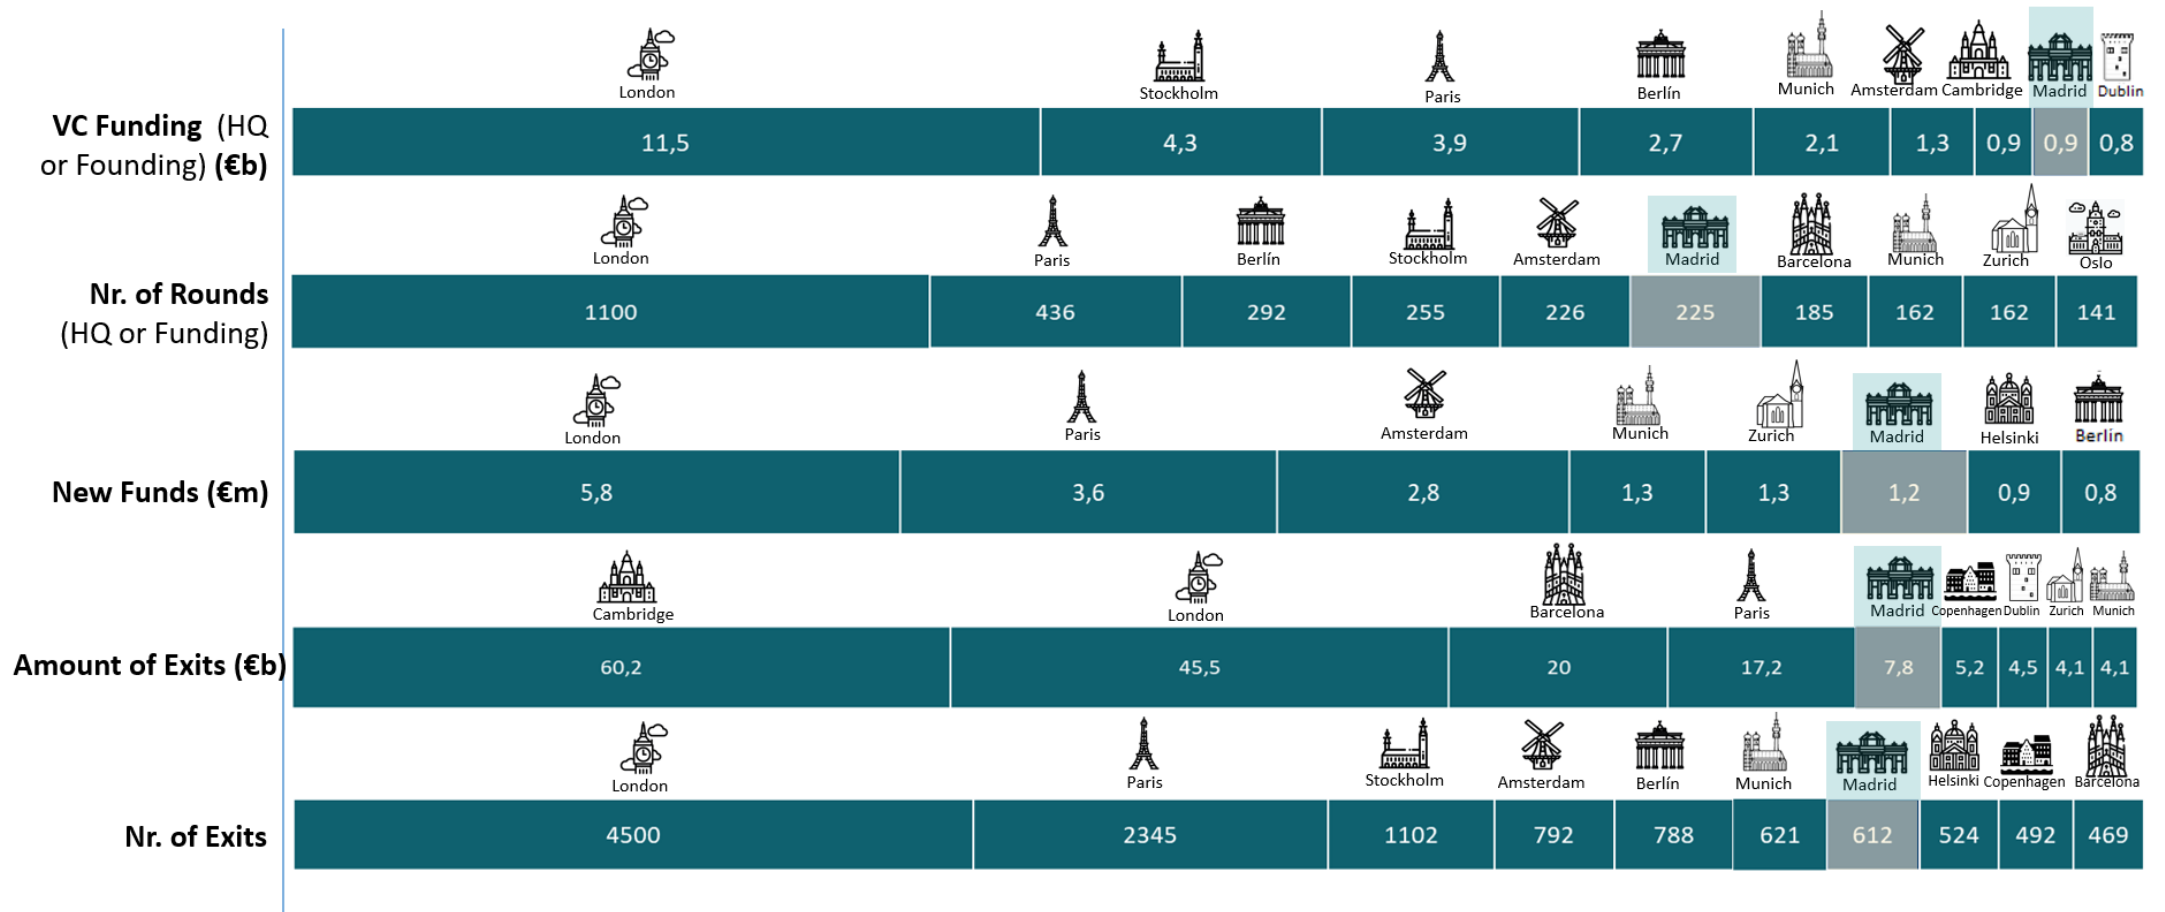 London Stockholm Paris Berlín Munich Amsterdam Cambridge Madrid Dublin
VC Funding (HQ
or Founding) (€b)
11,5 4,3 3,9 2,7 2,1 1,3 0,9 0,9 0,8
London Paris Berlín Stockholm Amsterdam Madrid Barcelona Munich Zurich Oslo
Nr. of Rounds
(HQ or Funding)
1100 436 292 255 226 225 185 162 162 141
London Paris Amsterdam Munich Zurich Madrid Helsinki Berlín
New Funds (€m) 5,8 3,6 2,8 1,3 1,3 1,2 0,9 0,8
Cambridge London Barcelona Paris Madrid Copenhagen Dublin Zurich Munich
Amount of Exits (€b) 60,2 45,5 20 17,2 7,8 5,2 4,5 4,1 4,1
London Paris Stockholm Amsterdam Berlín Munich Madrid Helsinki Copenhagen Barcelona
Nr. of Exits 4500 2345 1102 792 788 621 612 524 492 469